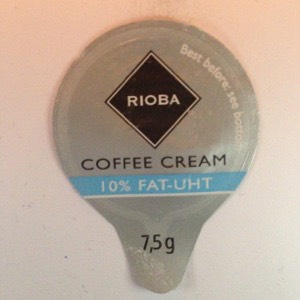 Best before: see bottom
RIOBA
COFFEE CREAM
10% FAT-UHT
7,5g